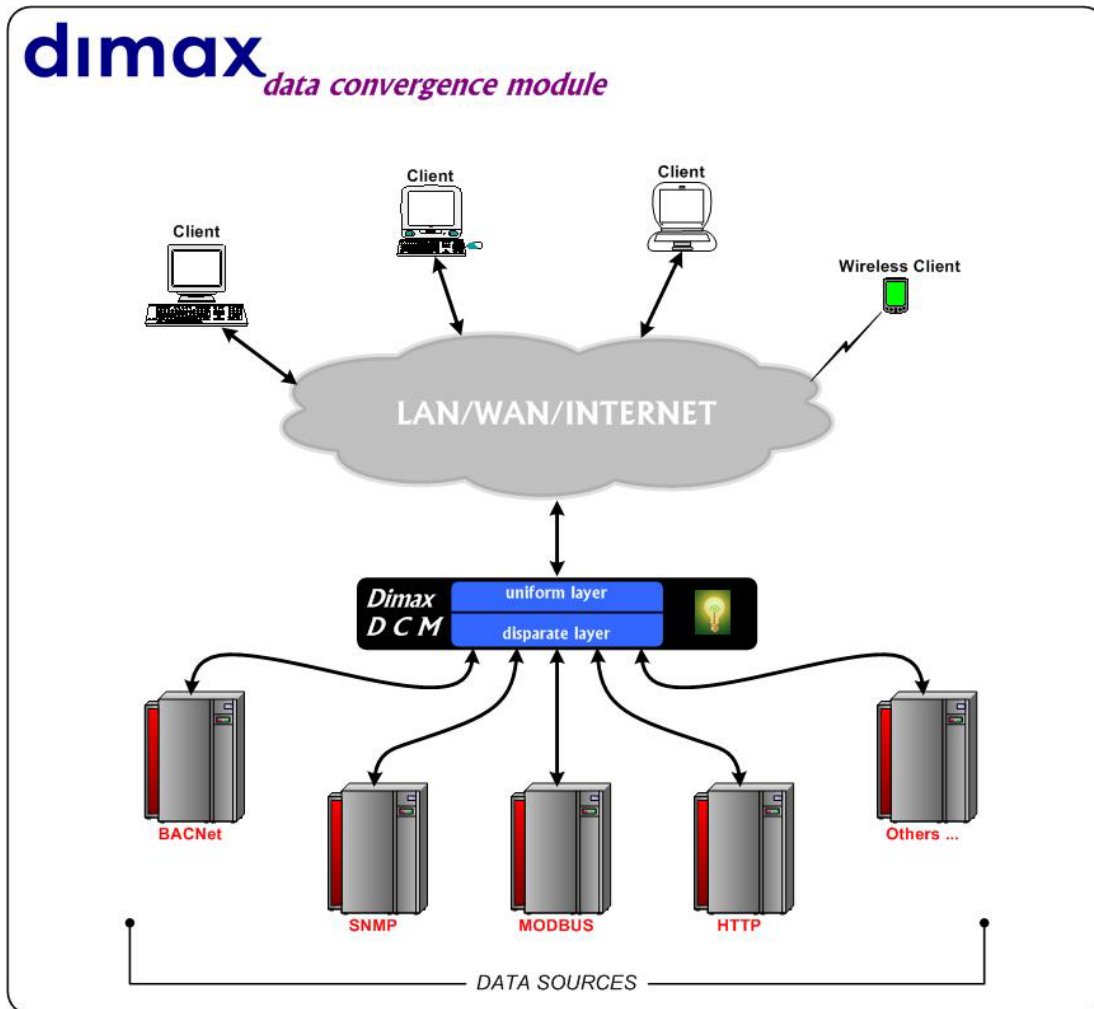 dimax
data convergence module
Client
Client
Client
Wireless Client
LAN/WAN/INTERNET
Dimax
D C M
uniform layer
disparate layer
BACNet
SNMP
MODBUS
HTTP
Others ...
DATA SOURCES